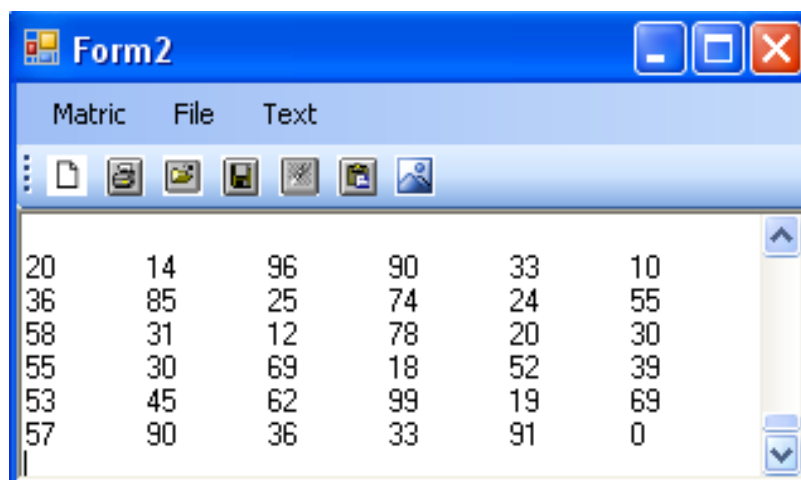 Form2
Matric File Text
20 14 96 90 33 10
36 85 25 74 24 55
58 31 12 78 20 30
55 30 69 18 52 39
53 45 62 99 19 69
57 90 36 33 91 0